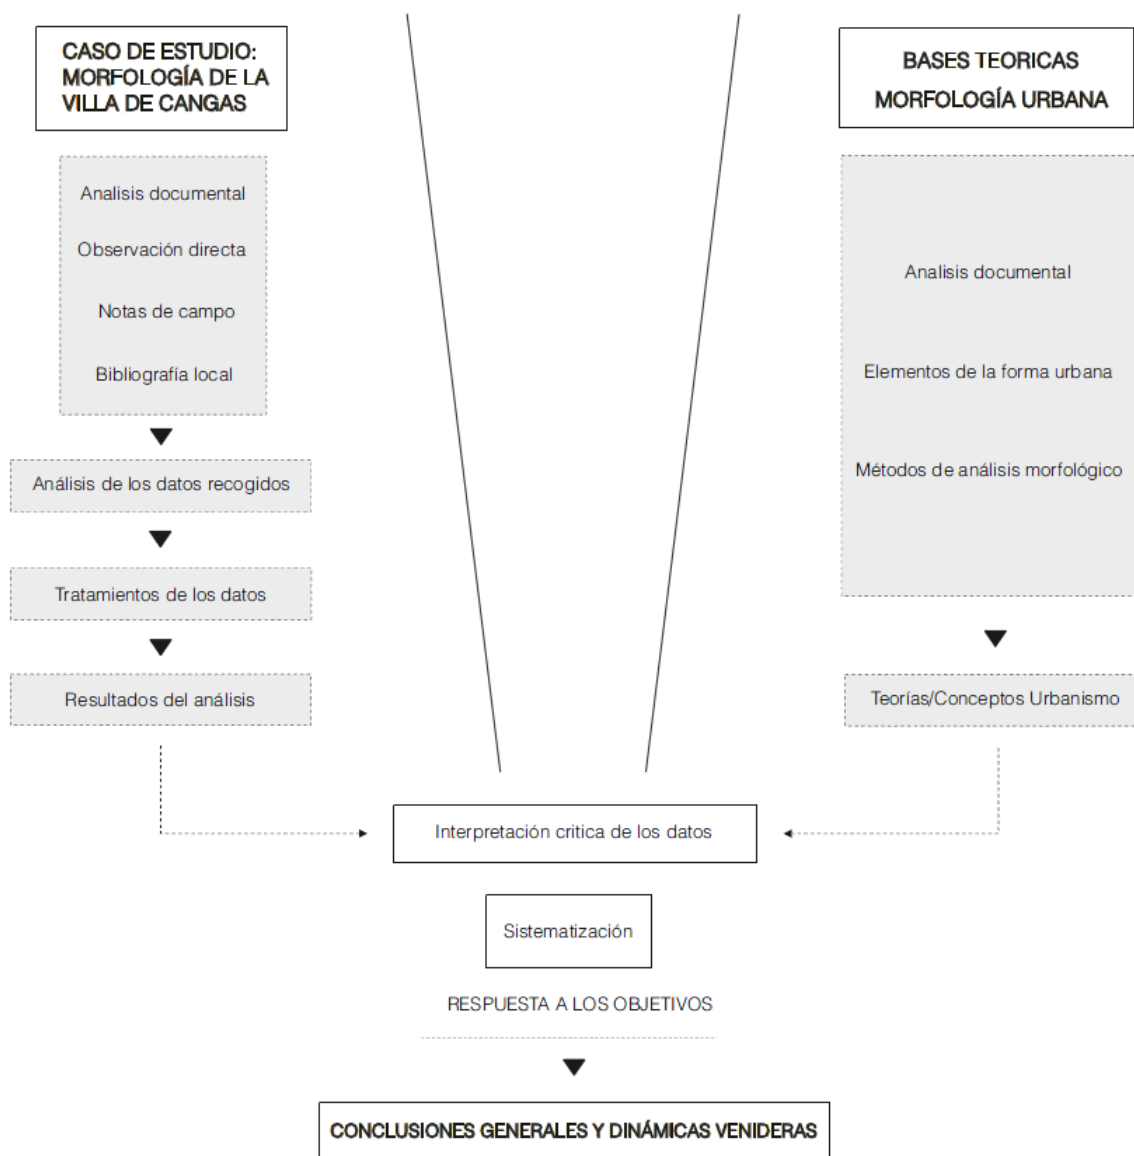 CASO DE ESTUDIO:
MORFOLOGÍA DE LA
VILLA DE CANGAS
Analisis documental
Observación directa
Notas de campo
Bibliografía local
Análisis de los datos recogidos
Tratamientos de los datos
Resultados del análisis
BASES TEORICAS
MORFOLOGÍA URBANA
Analisis documental
Elementos de la forma urbana
Métodos de análisis morfológico
Teorías/Conceptos Urbanismo
Interpretación critica de los datos
Sistematización
RESPUESTA A LOS OBJETIVOS
CONCLUSIONES GENERALES Y DINÁMICAS VENIDERAS